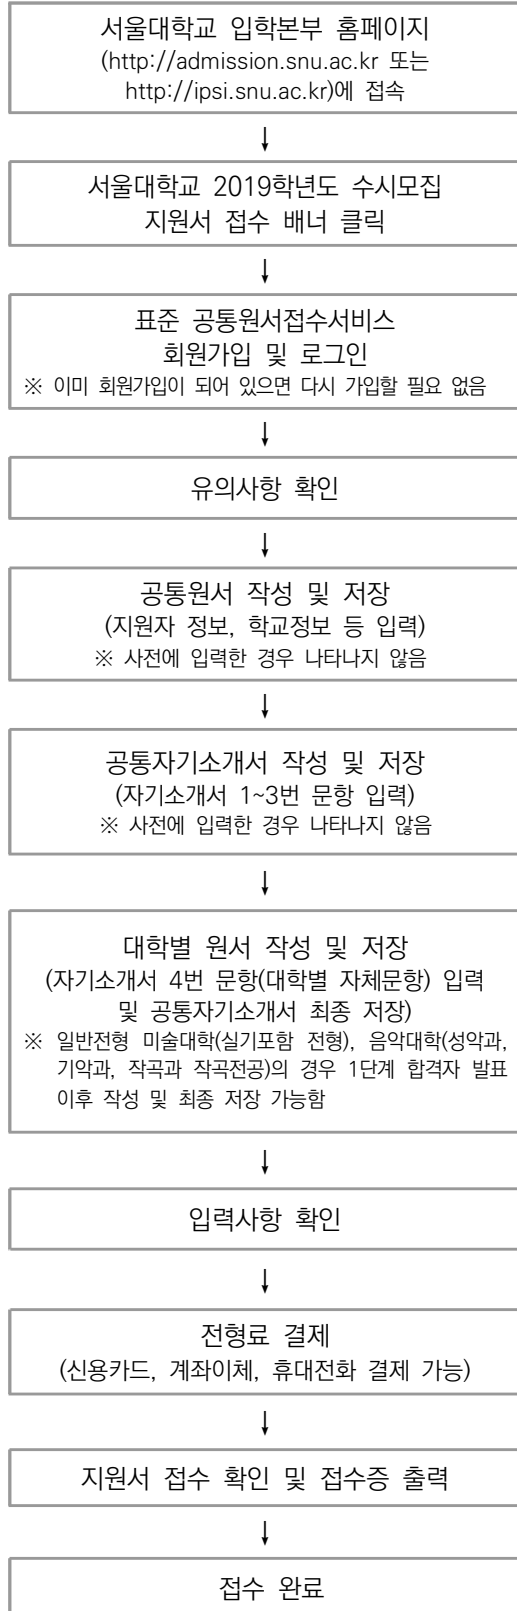 서울대학교 입학본부 홈페이지
(http://admission.snu.ac.kr 또는
http://ipsi.snu.ac.kr)에 접속
↓
서울대학교 2019학년도 수시모집
지원서 접수 배너 클릭
↓
표준 공통원서접수서비스
회원가입 및 로그인
※ 이미 회원가입이 되어 있으면 다시 가입할 필요 없음
↓
유의사항 확인
↓
공통원서 작성 및 저장
(지원자 정보, 학교정보 등 입력)
※ 사전에 입력한 경우 나타나지 않음
↓
공통자기소개서 작성 및 저장
(자기소개서 1~3번 문항 입력)
※ 사전에 입력한 경우 나타나지 않음
↓
대학별 원서 작성 및 저장
(자기소개서 4번 문항(대학별 자체문항) 입력
및 공통자기소개서 최종 저장)
※ 일반전형 미술대학(실기포함 전형), 음악대학(성악과,
기악과, 작곡과 작곡전공)의 경우 1단계 합격자 발표
이후 작성 및 최종 저장 가능함
↓
입력사항 확인
↓
전형료 결제
(신용카드, 계좌이체, 휴대전화 결제 가능)
↓
지원서 접수 확인 및 접수증 출력
↓
접수 완료